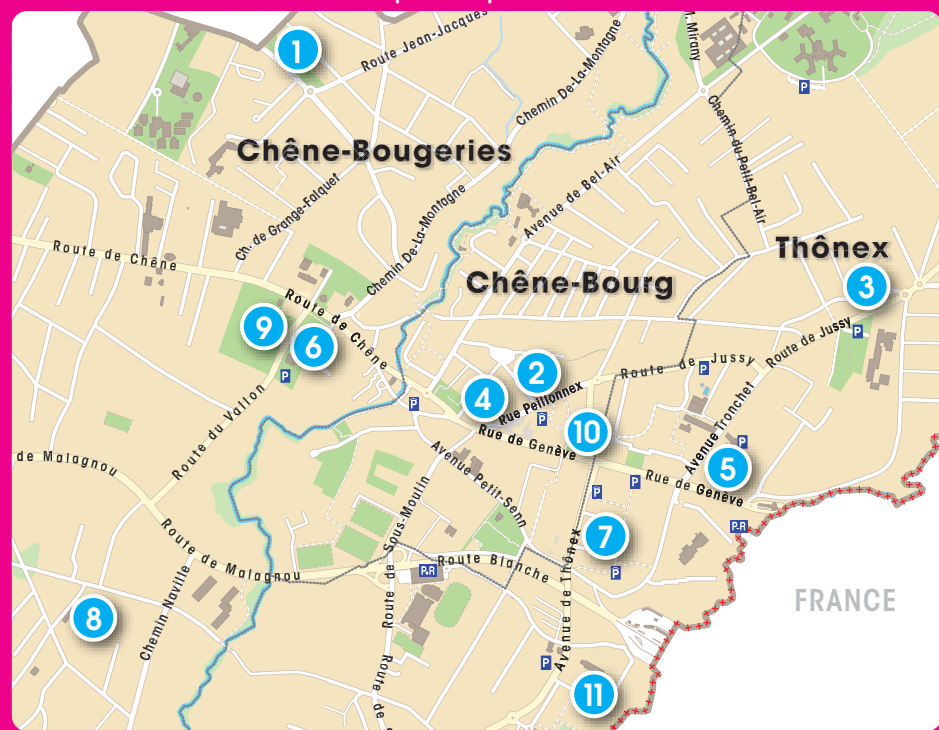 1
Route Jean-Jacques
Chemin De-La-Montagne
M. Mirany
P
Chemin du Petit-Bel-Air
Chêne-Bougeries
Ch. de Grange-Falquet
Chemin De-La-Montagne
Avenue de Bel-Air
Route de Chêne
Thônex
3
Chêne-Bourg
Route de Chêne
9
6
P
P
Route de Jussy
P
Route de Jussy
P
2
4
Rue Peillonnex
P
10
Rue de Genève
Avenue Tronchet
P
5
Rue de Genève
P
P
Route du Vallon
de Malagnou
Avenue Petit-Senn
Route de Sous-Moulin
P+R
7
P
Route de Malagnou
P+R
Route Blanche
Avenue de Thônex
FRANCE
8
Chemin Naville
Route de
P
11